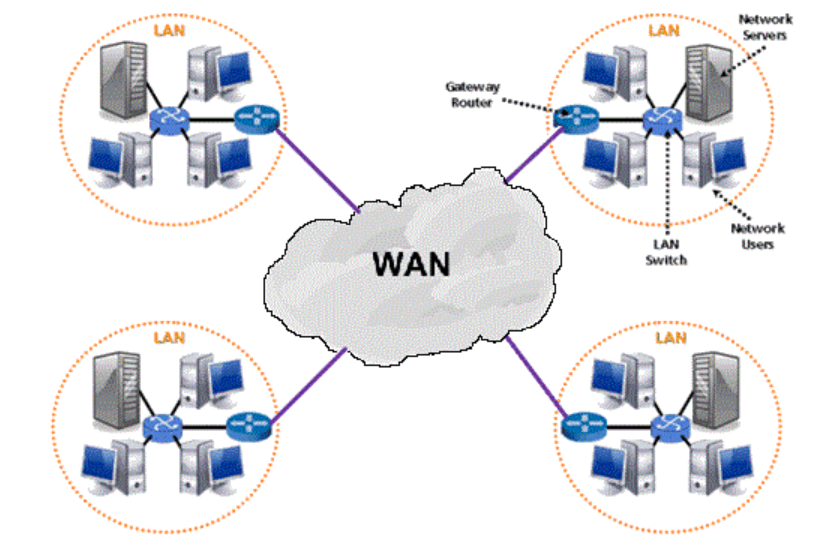 LAN
LAN
Network
Servers
Gateway
Router
WAN
LAN
Switch
Network
Users
LAN
LAN